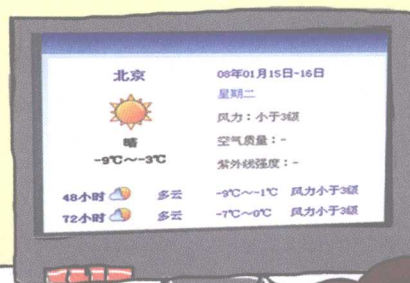 北京
08年01月15日-16日
星期二
晴
风力：小于3级
-9℃～-3℃
空气质量：-
紫外线强度：-
48小时 多云 -9℃～-1℃ 风力小于3级
72小时 多云 -7℃～0℃ 风力小于3级